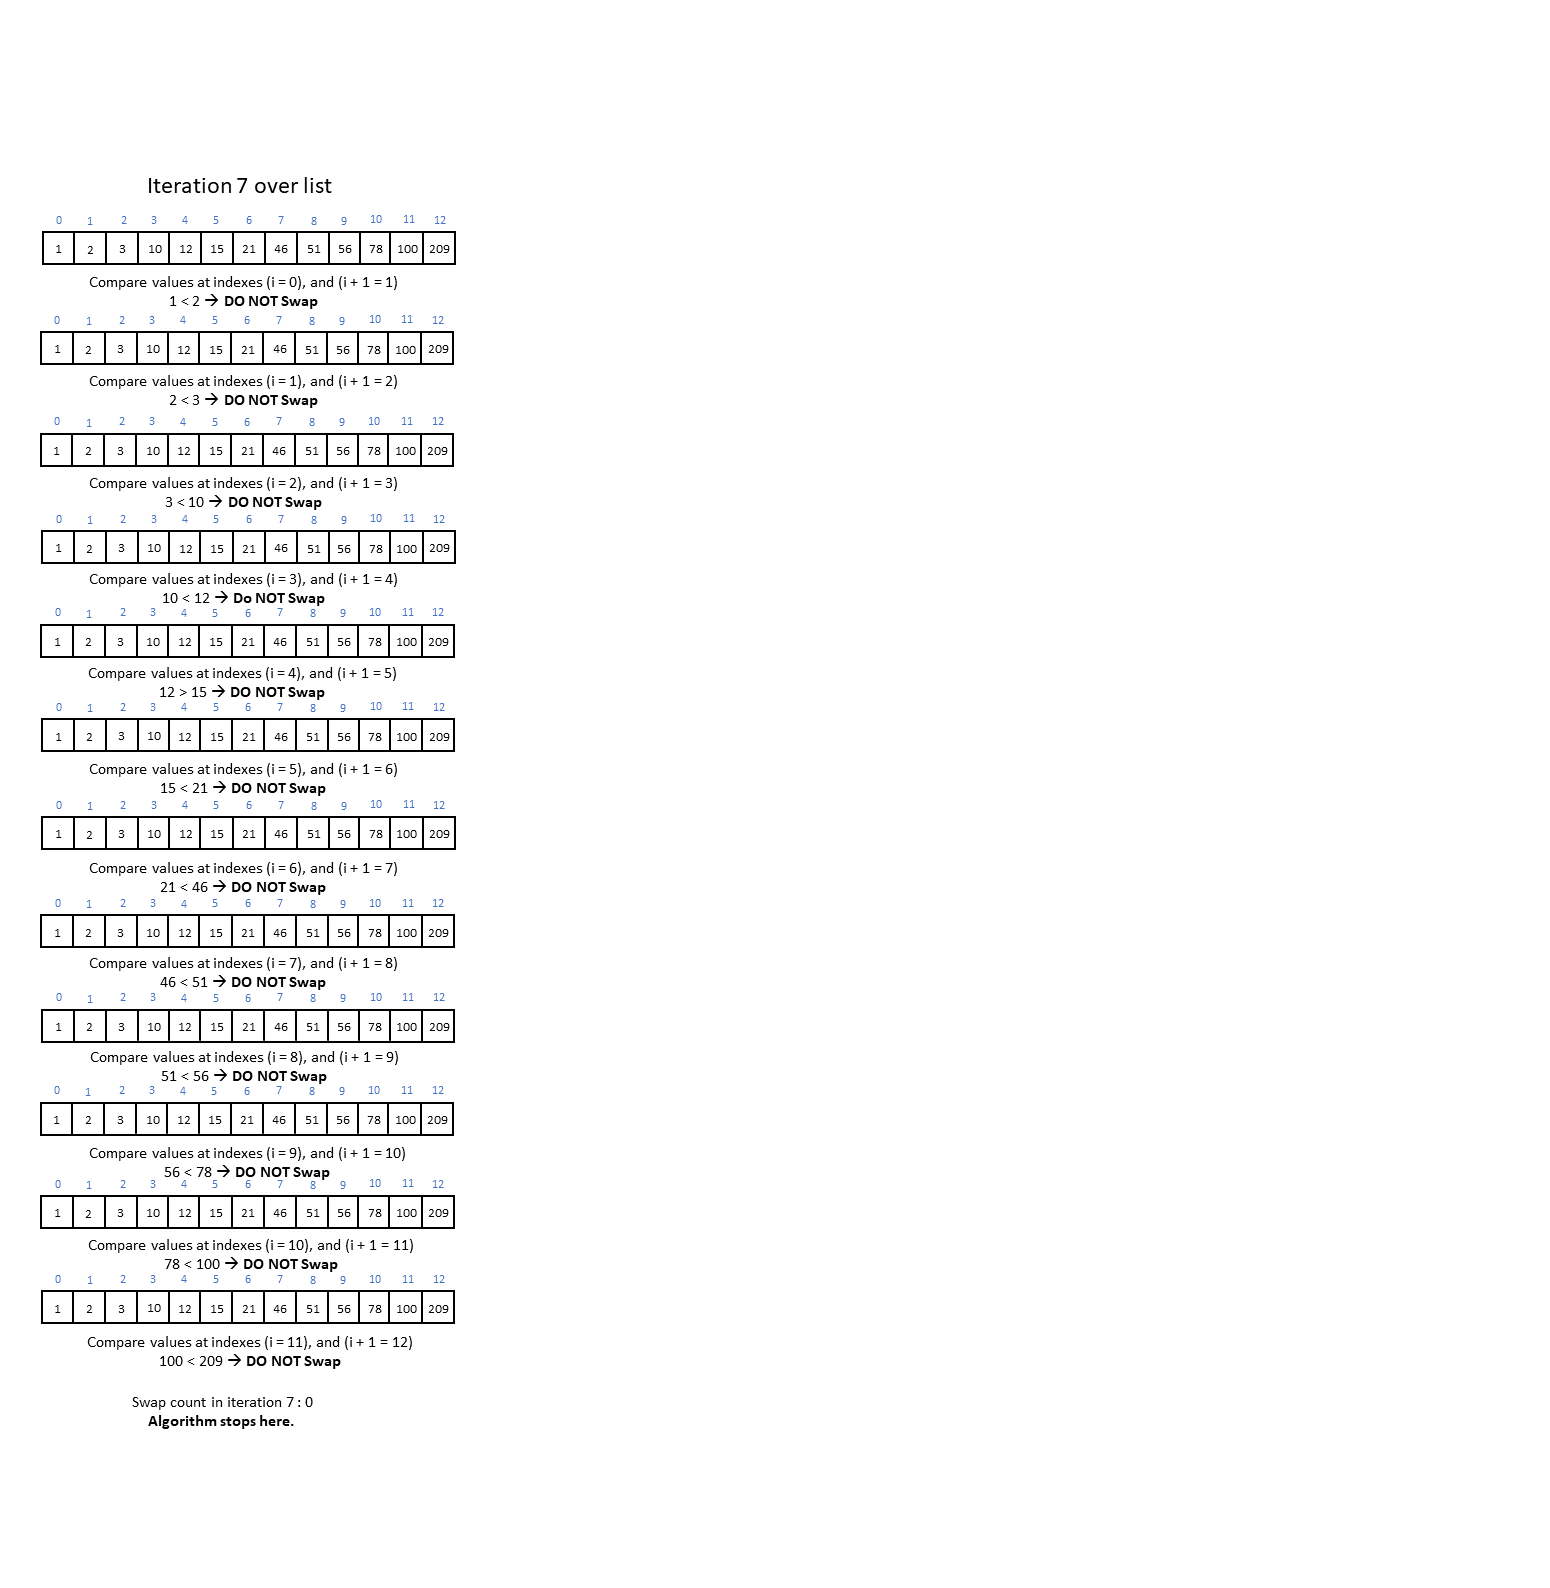 Iteration 7 over list
0 1 2 3 4 5 6 7 8 9 10 11 12
1 2 3 10 12 15 21 46 51 56 78 100 209
Compare values at indexes (i = 0), and (i + 1 = 1)
1 < 2 → DO NOT Swap
0 1 2 3 4 5 6 7 8 9 10 11 12
1 2 3 10 12 15 21 46 51 56 78 100 209
Compare values at indexes (i = 1), and (i + 1 = 2)
2 < 3 → DO NOT Swap
0 1 2 3 4 5 6 7 8 9 10 11 12
1 2 3 10 12 15 21 46 51 56 78 100 209
Compare values at indexes (i = 2), and (i + 1 = 3)
3 < 10 → DO NOT Swap
0 1 2 3 4 5 6 7 8 9 10 11 12
1 2 3 10 12 15 21 46 51 56 78 100 209
Compare values at indexes (i = 3), and (i + 1 = 4)
10 < 12 → Do NOT Swap
0 1 2 3 4 5 6 7 8 9 10 11 12
1 2 3 10 12 15 21 46 51 56 78 100 209
Compare values at indexes (i = 4), and (i + 1 = 5)
12 > 15 → DO NOT Swap
0 1 2 3 4 5 6 7 8 9 10 11 12
1 2 3 10 12 15 21 46 51 56 78 100 209
Compare values at indexes (i = 5), and (i + 1 = 6)
15 < 21 → DO NOT Swap
0 1 2 3 4 5 6 7 8 9 10 11 12
1 2 3 10 12 15 21 46 51 56 78 100 209
Compare values at indexes (i = 6), and (i + 1 = 7)
21 < 46 → DO NOT Swap
0 1 2 3 4 5 6 7 8 9 10 11 12
1 2 3 10 12 15 21 46 51 56 78 100 209
Compare values at indexes (i = 7), and (i + 1 = 8)
46 < 51 → DO NOT Swap
0 1 2 3 4 5 6 7 8 9 10 11 12
1 2 3 10 12 15 21 46 51 56 78 100 209
Compare values at indexes (i = 8), and (i + 1 = 9)
51 < 56 → DO NOT Swap
0 1 2 3 4 5 6 7 8 9 10 11 12
1 2 3 10 12 15 21 46 51 56 78 100 209
Compare values at indexes (i = 9), and (i + 1 = 10)
56 < 78 → DO NOT Swap
0 1 2 3 4 5 6 7 8 9 10 11 12
1 2 3 10 12 15 21 46 51 56 78 100 209
Compare values at indexes (i = 10), and (i + 1 = 11)
78 < 100 → DO NOT Swap
0 1 2 3 4 5 6 7 8 9 10 11 12
1 2 3 10 12 15 21 46 51 56 78 100 209
Compare values at indexes (i = 11), and (i + 1 = 12)
100 < 209 → DO NOT Swap
Swap count in iteration 7 : 0
Algorithm stops here.